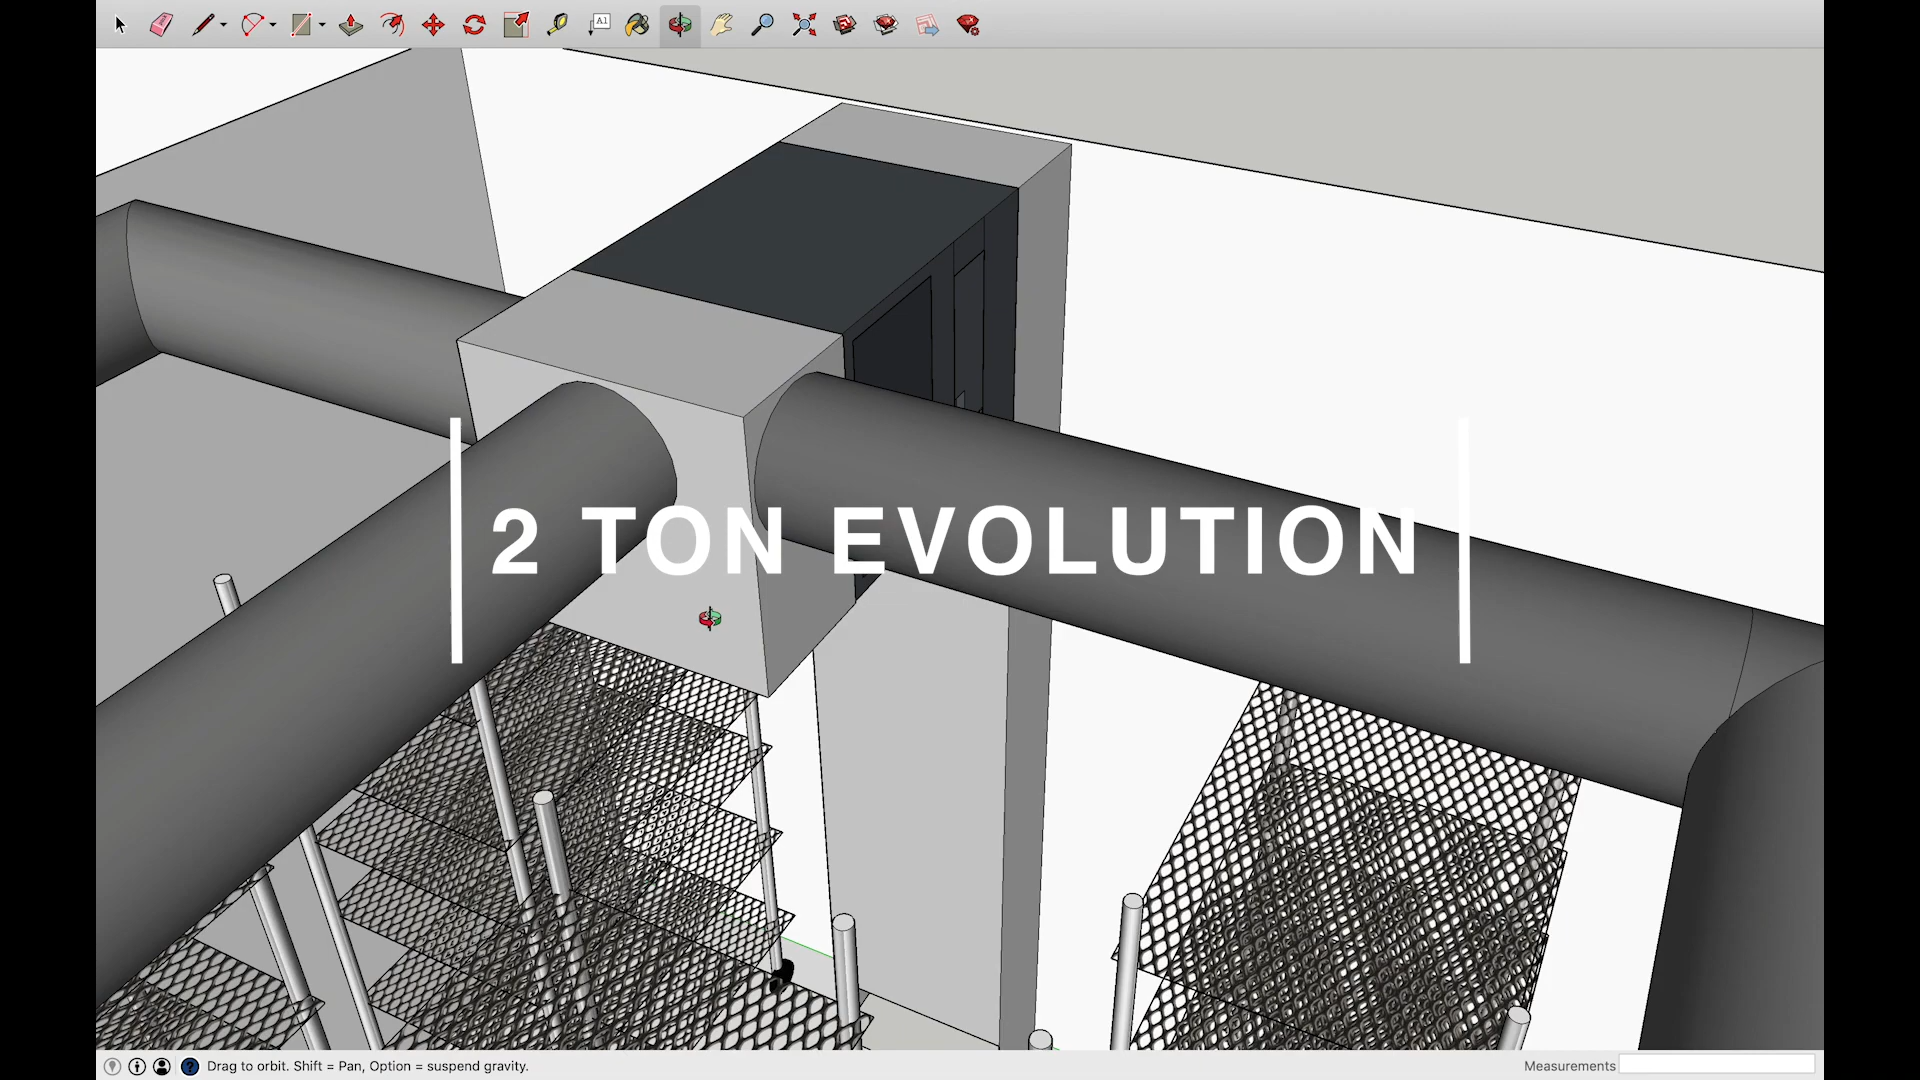 A1
2 TON EVOLUTION
Drag to orbit. Shift = Pan, Option = suspend gravity.
Measurements